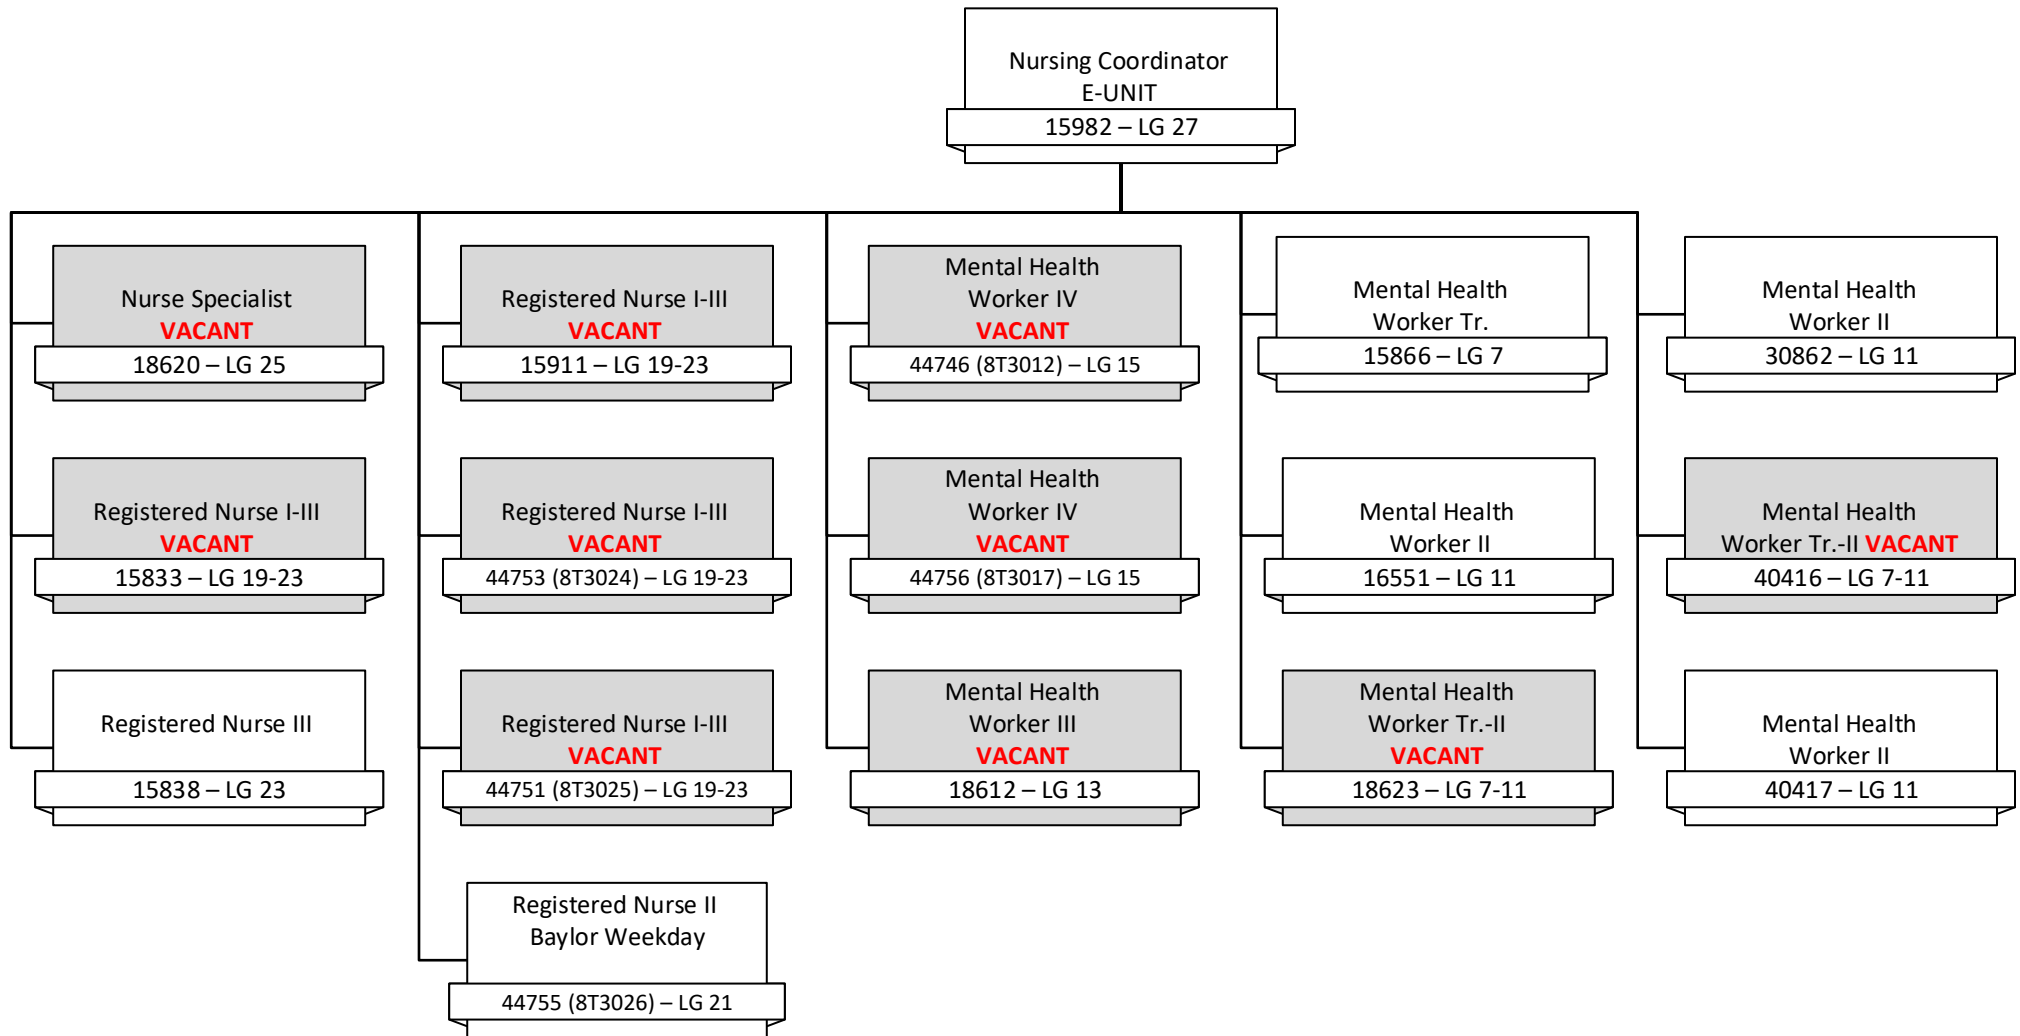 Nursing Coordinator
E-UNIT
15982 – LG 27
Nurse Specialist
VACANT
18620 – LG 25
Registered Nurse I-III
VACANT
15833 – LG 19-23
Registered Nurse III
15838 – LG 23
Registered Nurse I-III
VACANT
15911 – LG 19-23
Registered Nurse I-III
VACANT
44753 (8T3024) – LG 19-23
Registered Nurse I-III
VACANT
44751 (8T3025) – LG 19-23
Registered Nurse II
Baylor Weekday
44755 (8T3026) – LG 21
Mental Health
Worker IV
VACANT
44746 (8T3012) – LG 15
Mental Health
Worker IV
VACANT
44756 (8T3017) – LG 15
Mental Health
Worker III
VACANT
18612 – LG 13
Mental Health
Worker Tr.
15866 – LG 7
Mental Health
Worker II
16551 – LG 11
Mental Health
Worker Tr.-II
VACANT
18623 – LG 7-11
Mental Health
Worker II
30862 – LG 11
Mental Health
Worker Tr.-II VACANT
40416 – LG 7-11
Mental Health
Worker II
40417 – LG 11